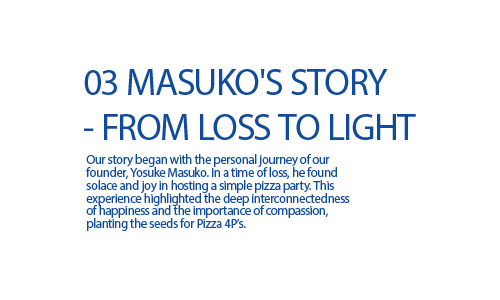 03 MASUKO'S STORY
- FROM LOSS TO LIGHT
Our story began with the personal journey of our
founder, Yosuke Masuko. In a time of loss, he found
solace and joy in hosting a simple pizza party. This
experience highlighted the deep interconnectedness
of happiness and the importance of compassion,
planting the seeds for Pizza 4P's.